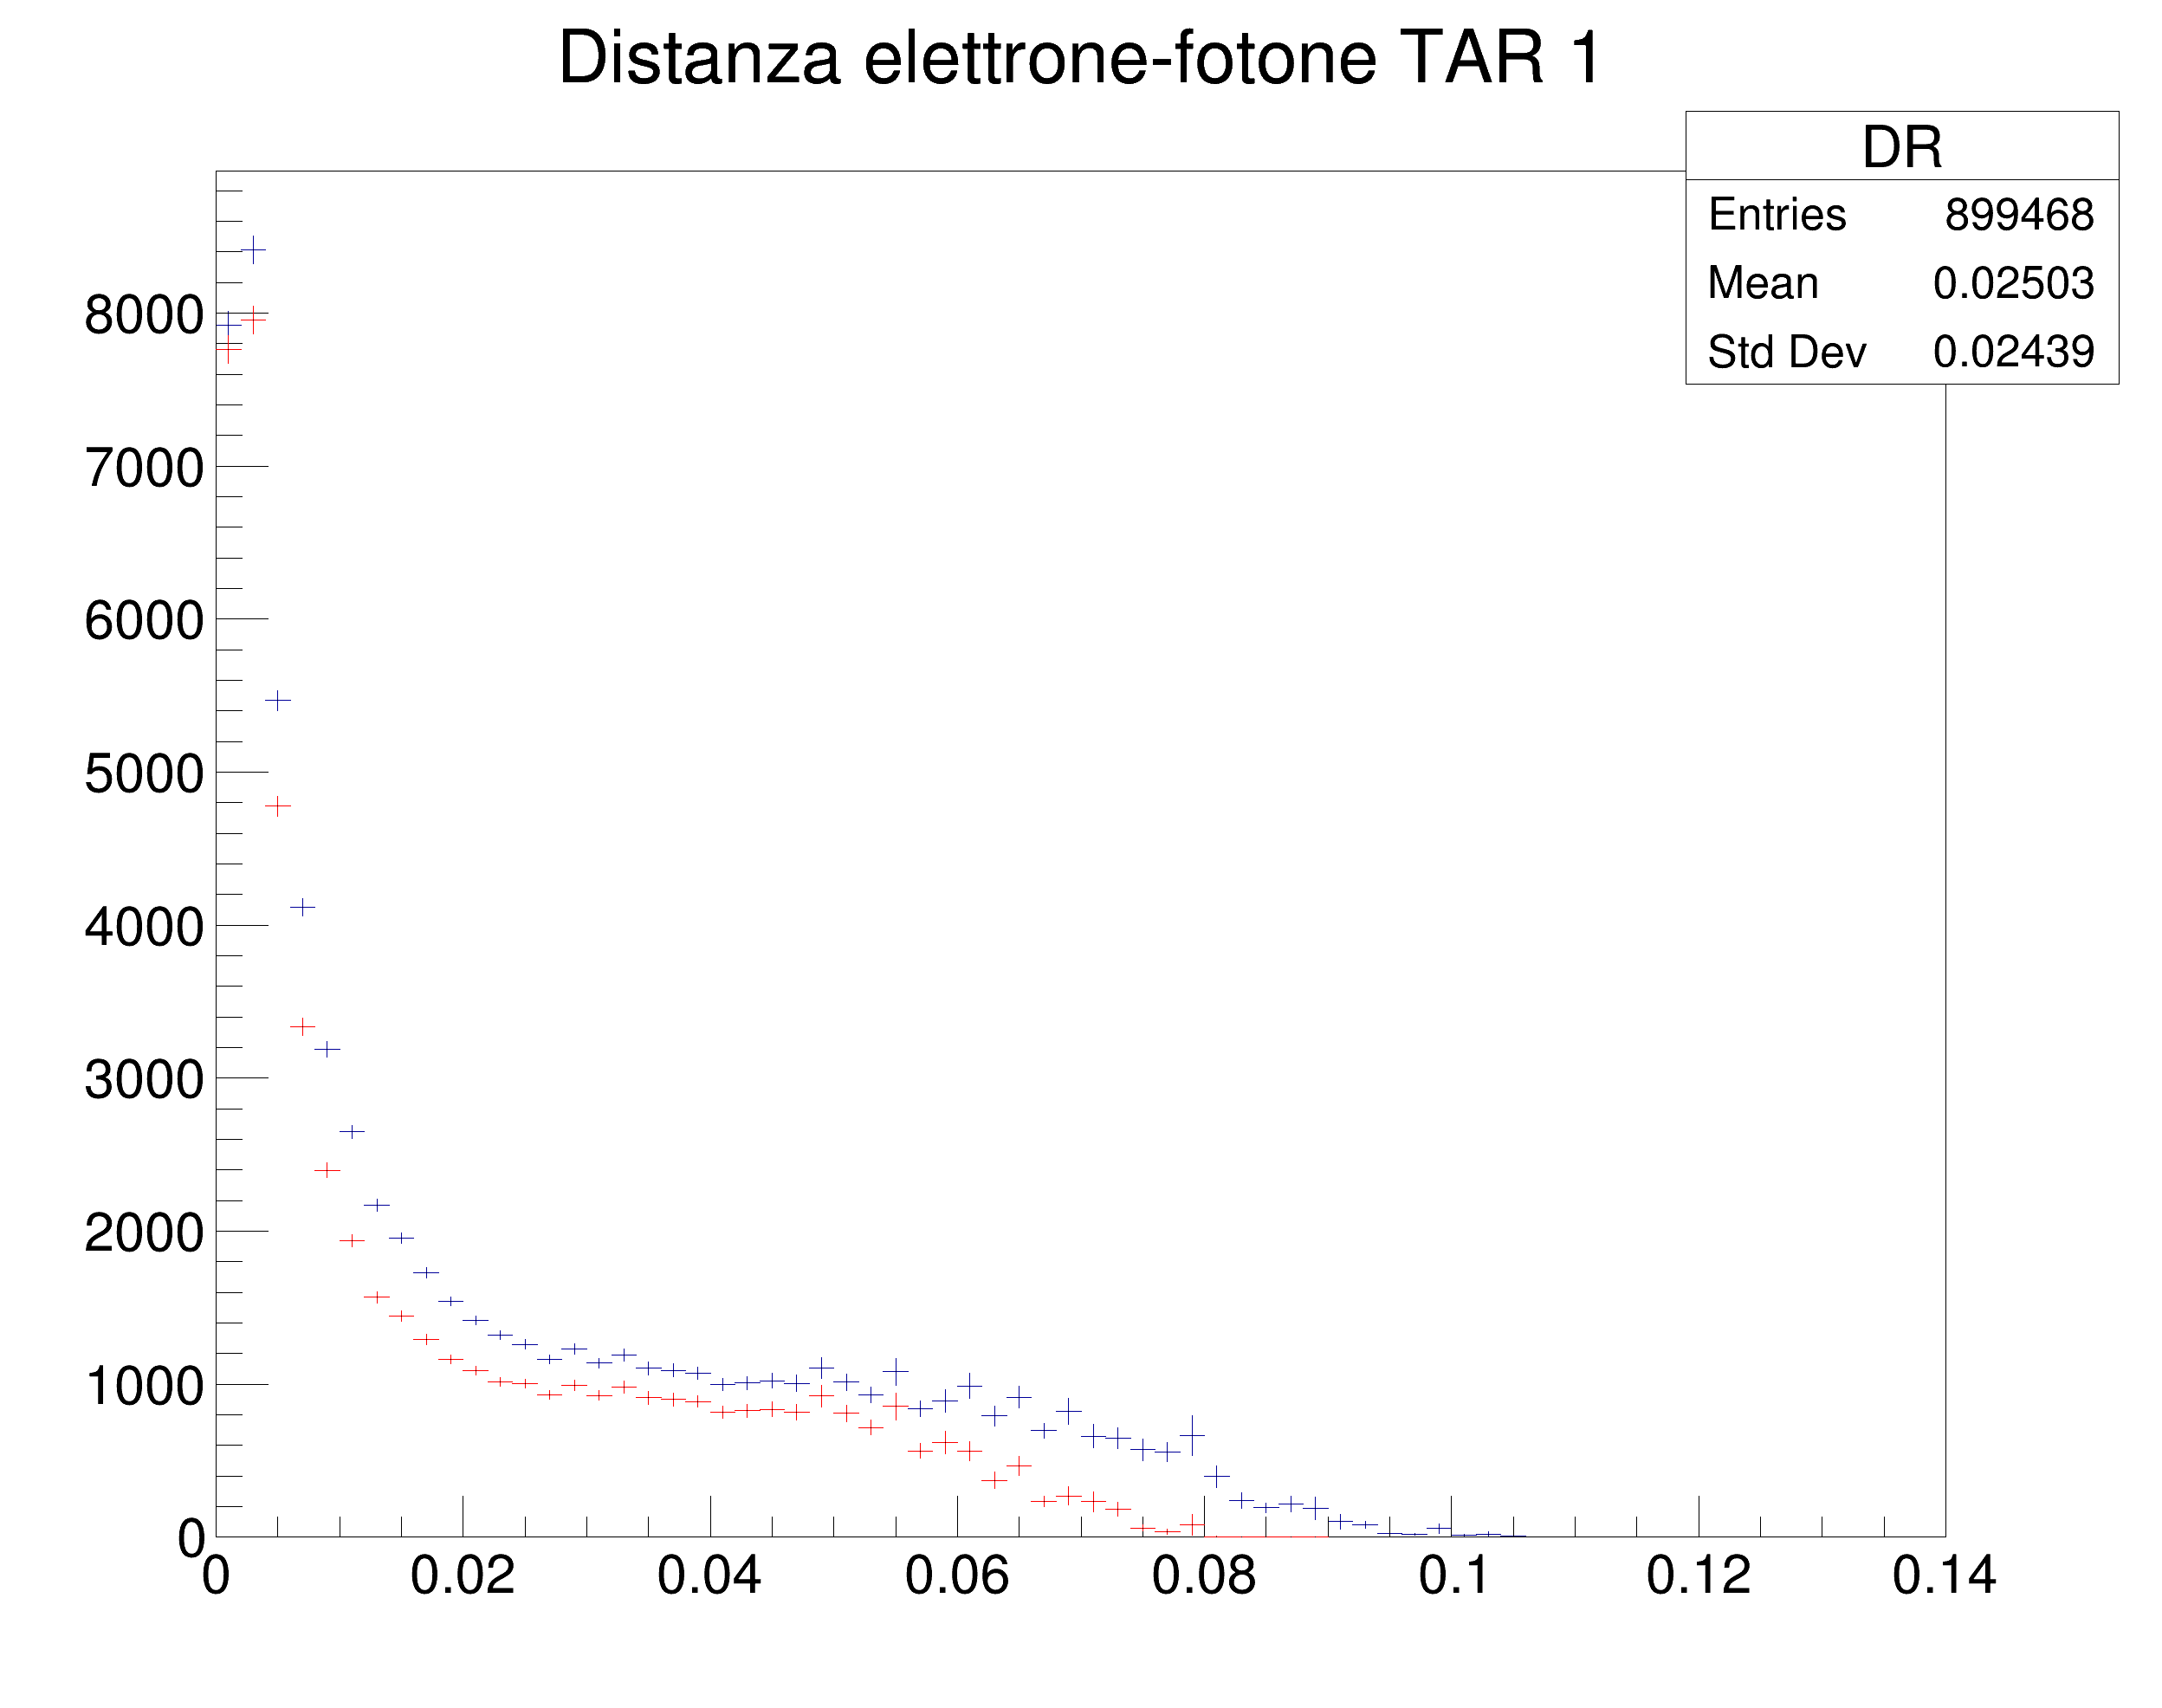 Distanza elettrone-fotone TAR 1
DR
Entries 899468
Mean 0.02503
Std Dev 0.02439
8000
7000
6000
5000
4000
3000
2000
1000
0
0 0.02 0.04 0.06 0.08 0.1 0.12 0.14